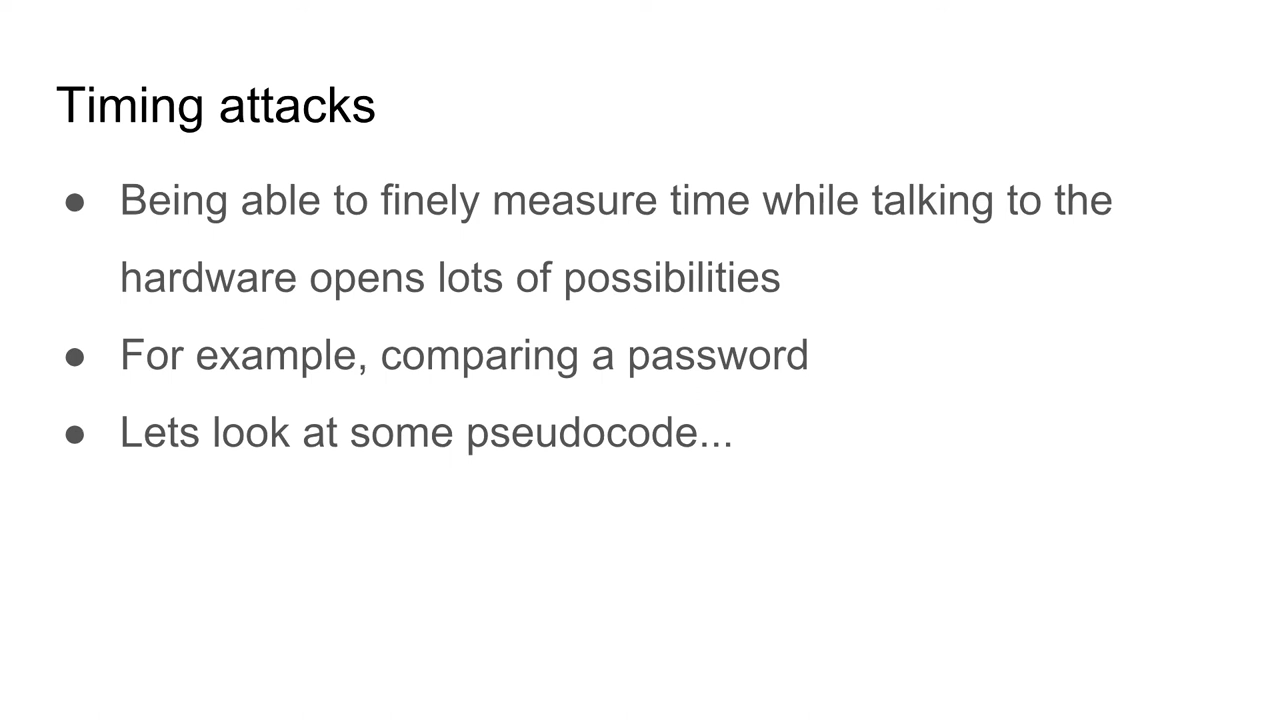 Timing attacks
● Being able to finely measure time while talking to the
hardware opens lots of possibilities
● For example, comparing a password
● Lets look at some pseudocode...